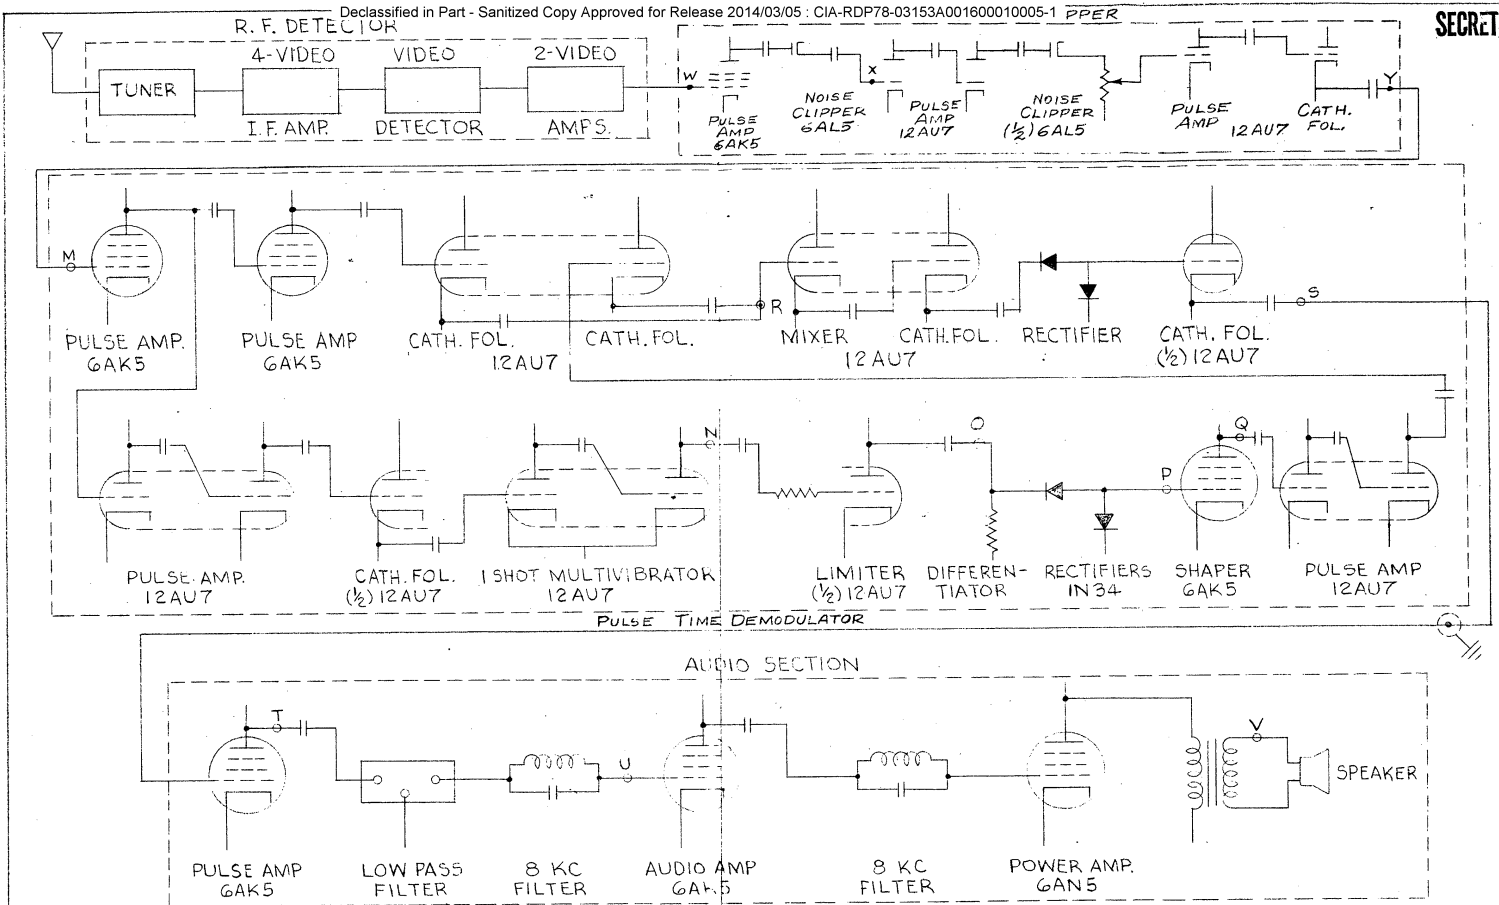 Declassified in Part - Sanitized Copy Approved for Release 2014/03/05 : CIA-RDP78-03153A001600010005-1
PPER
SECRET
R.F. DETECTOR
4-VIDEO
VIDEO
2-VIDEO
TUNER
I.F. AMP.
DETECTOR
AMPS.
W
PULSE
AMP
6AK5
NOISE
CLIPPER
6AL5
X
PULSE
AMP
12AU7
NOISE
CLIPPER
(½) 6AL5
PULSE
AMP
12AU7
CATH.
FOL.
Y
M
R
S
PULSE AMP.
6AK5
PULSE AMP
6AK5
CATH. FOL.
12AU7
CATH. FOL.
MIXER
12AU7
CATH. FOL.
RECTIFIER
CATH. FOL.
(½) 12AU7
N
O
P
Q
PULSE AMP.
12AU7
CATH. FOL.
(½) 12AU7
1 SHOT MULTIVIBRATOR
12AU7
LIMITER
(½) 12AU7
DIFFEREN-
TIATOR
RECTIFIERS
IN34
SHAPER
6AK5
PULSE AMP
12AU7
PULSE TIME DEMODULATOR
AUDIO SECTION
T
U
V
SPEAKER
PULSE AMP
6AK5
LOW PASS
FILTER
8 KC
FILTER
AUDIO AMP
6AK5
8 KC
FILTER
POWER AMP.
6AN5